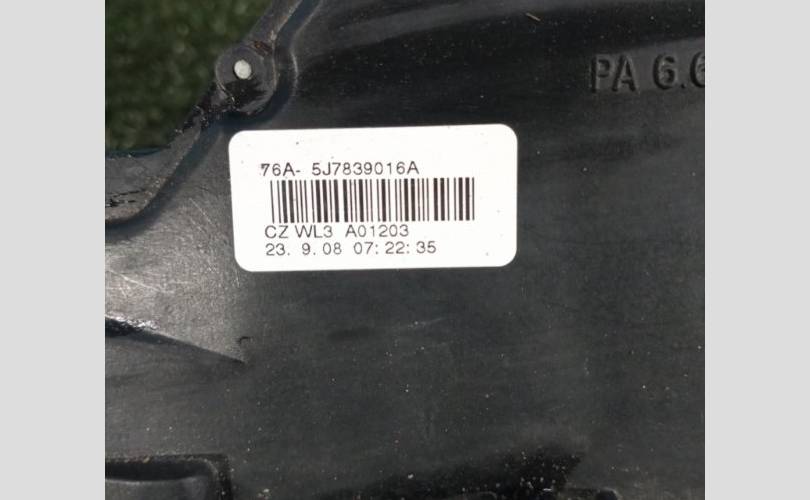 PA 6.6
76A- 5J7839016A
CZ WL3 A01203
23. 9. 08 07: 22: 35